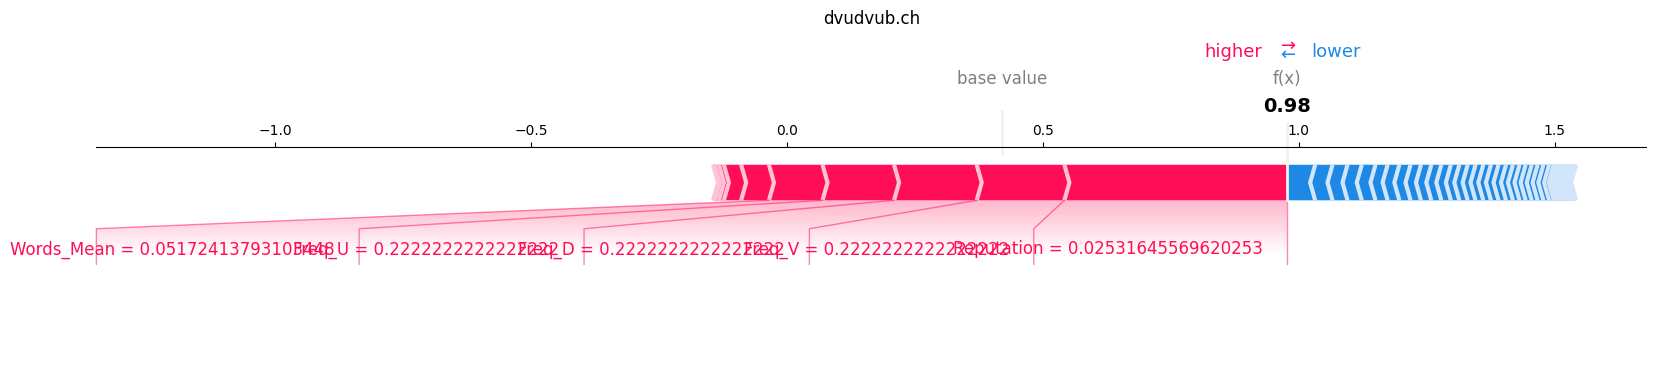 dvudvub.ch
higher ⇄ lower
base value f(x)
0.98
−1.0 −0.5 0.0 0.5 1.0 1.5
Words_Mean = 0.05172413793103448 Freq_U = 0.2222222222222222 Freq_D = 0.2222222222222222 Freq_V = 0.2222222222222222 Reputation = 0.02531645569620253